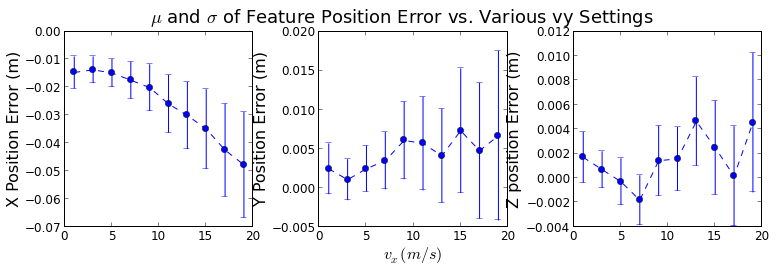 μ and σ of Feature Position Error vs. Various vy Settings
X Position Error (m)
0.00
−0.01
−0.02
−0.03
−0.04
−0.05
−0.06
−0.07
0 5 10 15 20
Y Position Error (m)
0.020
0.015
0.010
0.005
0.000
−0.005
0 5 10 15 20
v_x (m/s)
Z position Error (m)
0.012
0.010
0.008
0.006
0.004
0.002
0.000
−0.002
−0.004
0 5 10 15 20